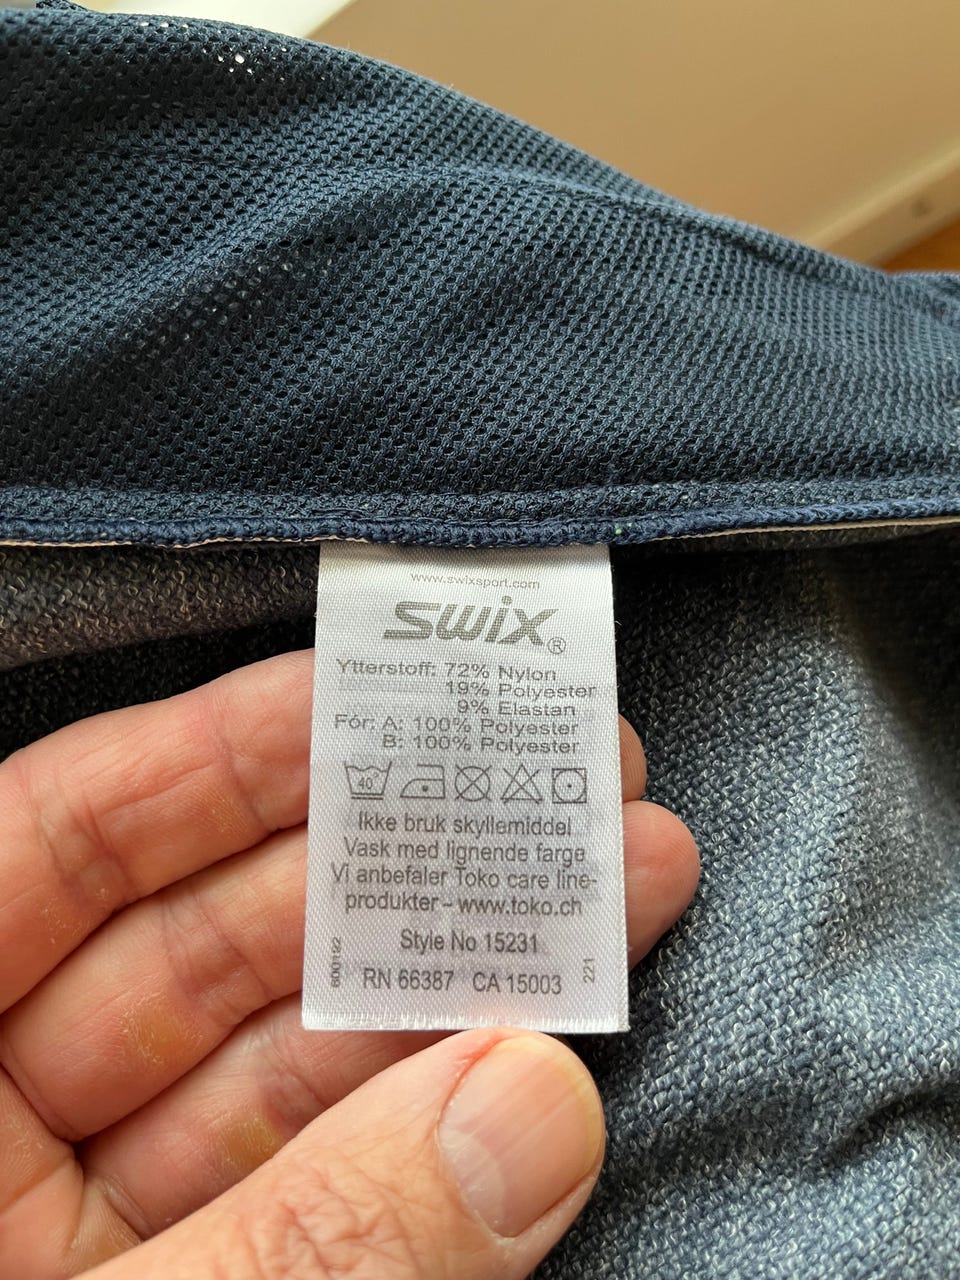 www.swixsport.com
swix®
Ytterstoff: 72% Nylon
19% Polyester
9% Elastan
Fór: A: 100% Polyester
B: 100% Polyester
40°
Ikke bruk skyllemiddel
Vask med lignende farge
Vi anbefaler Toko care line-
produkter – www.toko.ch
Style No 15231
RN 66387 CA 15003
600192
221